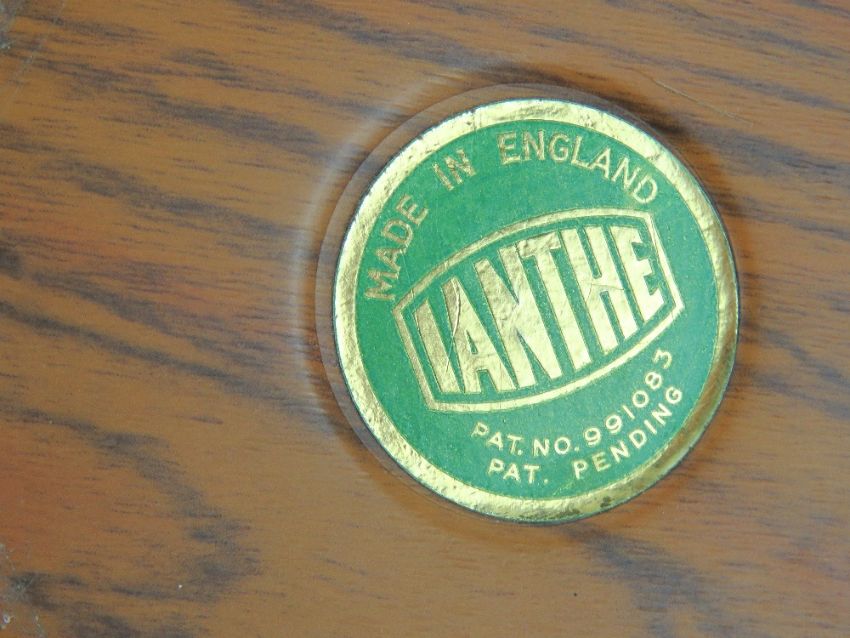 MADE IN ENGLAND
IANTHE
PAT. NO. 991083
PAT. PENDING